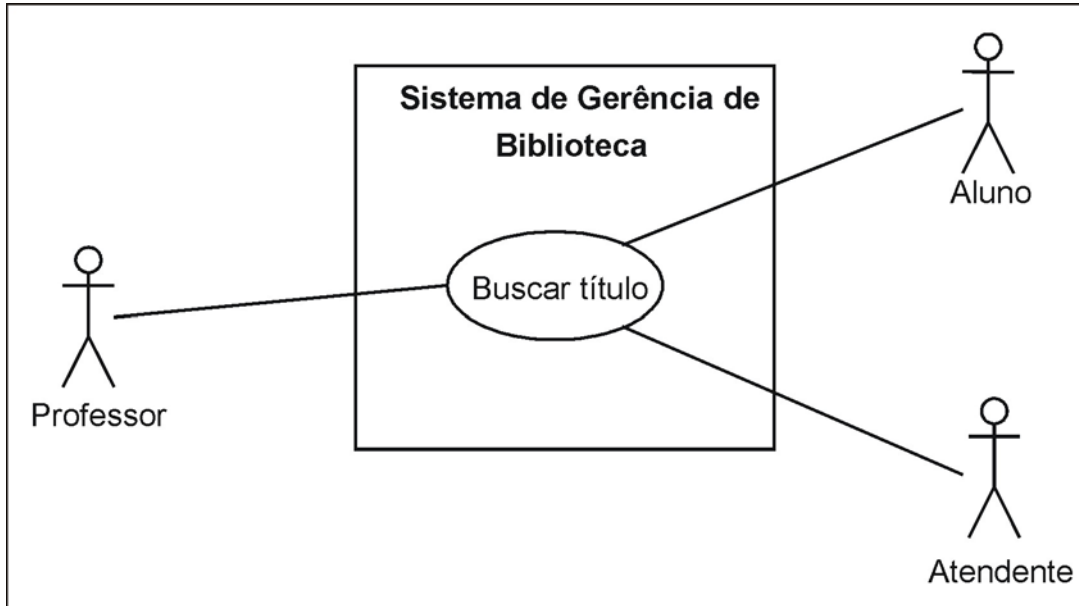 Sistema de Gerência de
Biblioteca
Aluno
Buscar título
Professor
Atendente